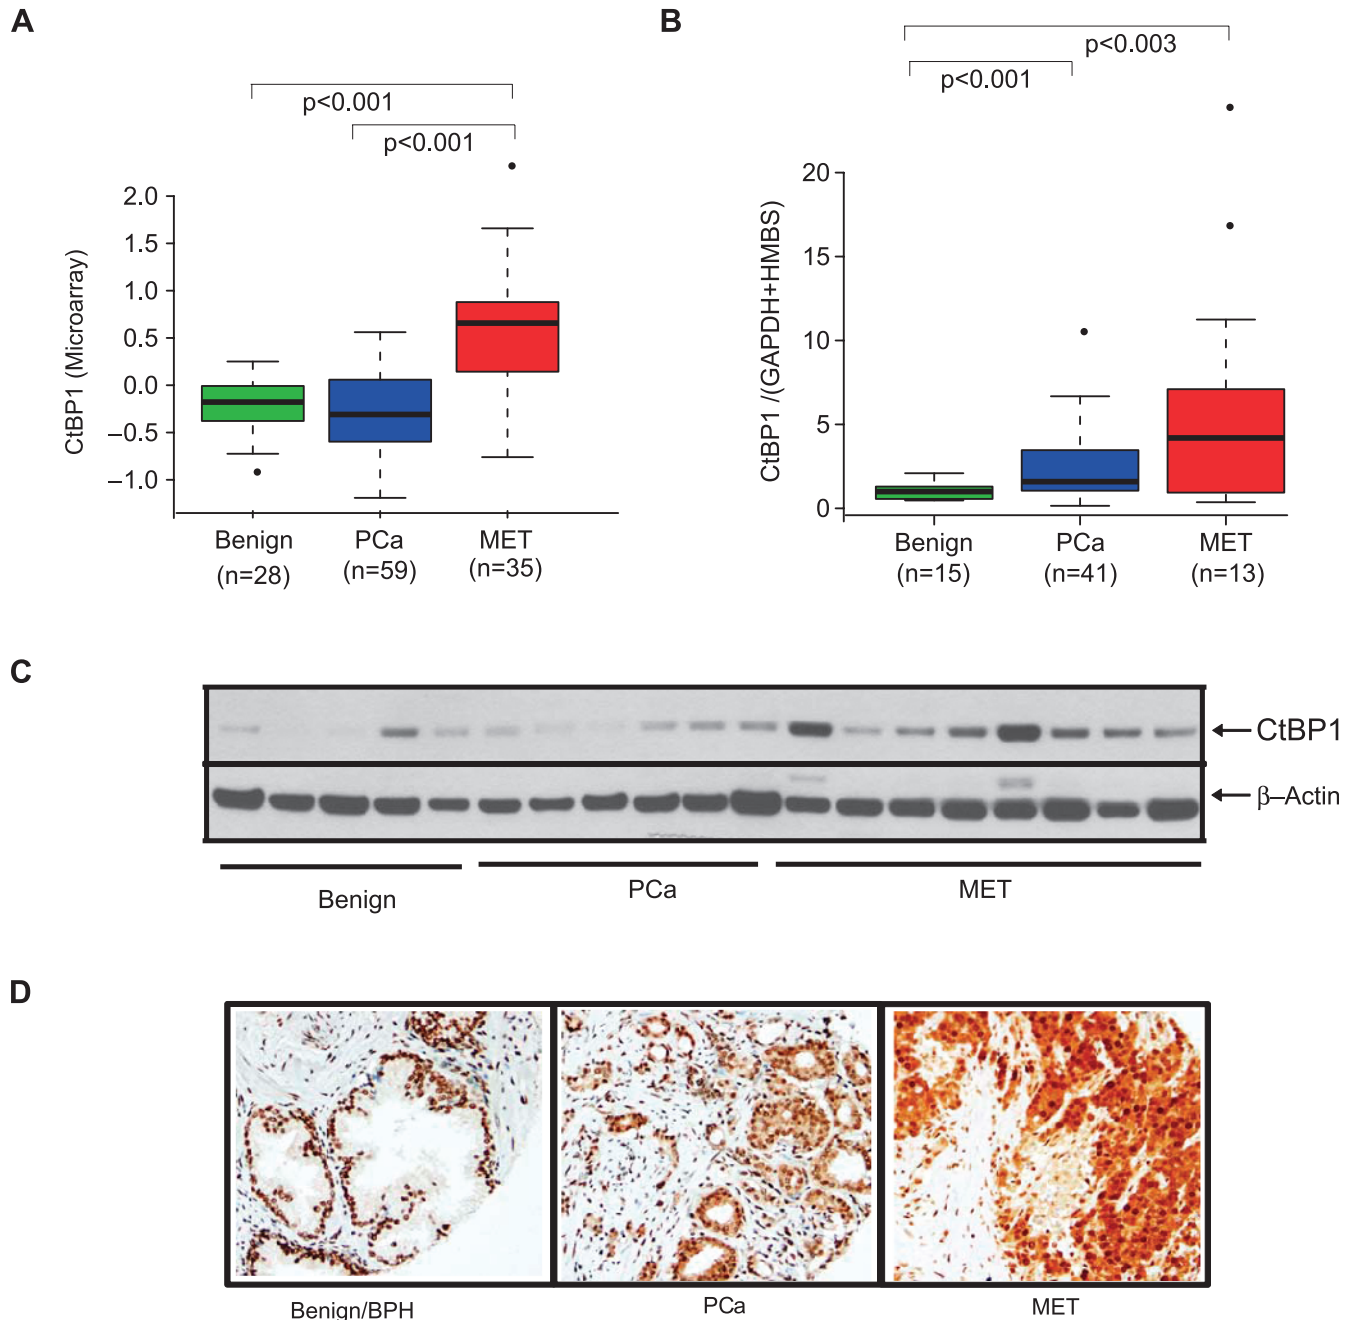 A
p<0.001
p<0.001
CtBP1 (Microarray)
2.0
1.5
1.0
0.5
0.0
–0.5
–1.0
Benign
(n=28)
PCa
(n=59)
MET
(n=35)
B
p<0.003
p<0.001
CtBP1 /(GAPDH+HMBS)
20
15
10
5
0
Benign
(n=15)
PCa
(n=41)
MET
(n=13)
C
CtBP1
β–Actin
Benign
PCa
MET
D
Benign/BPH
PCa
MET